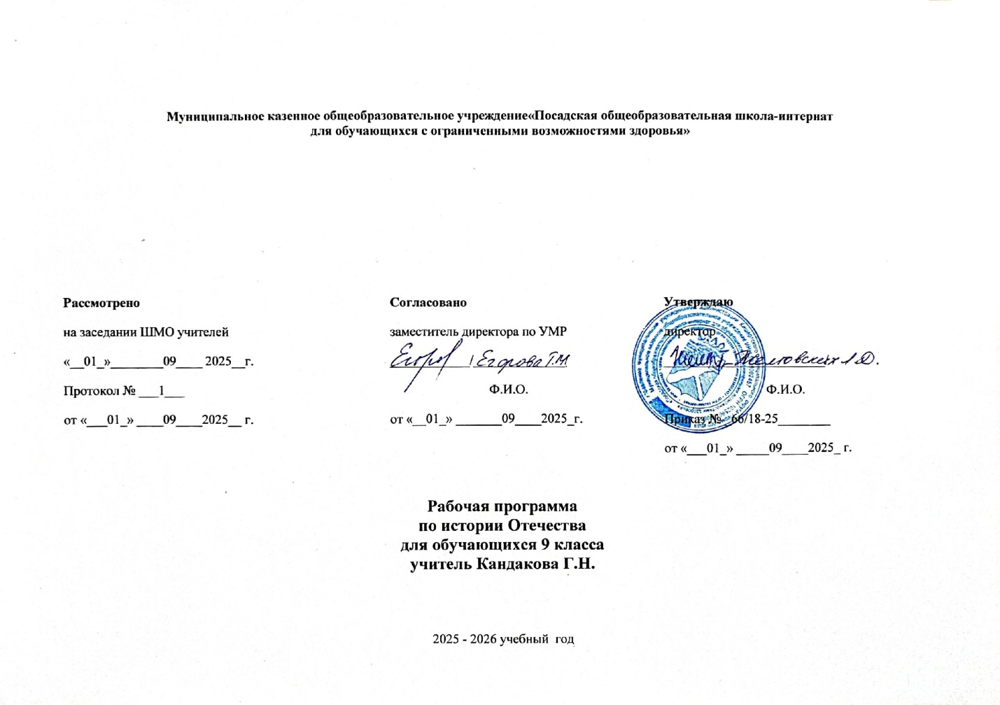 Муниципальное казенное общеобразовательное учреждение«Посадская общеобразовательная школа-интернат
для обучающихся с ограниченными возможностями здоровья»
Рассмотрено
на заседании ШМО учителей
«__01_»________09____ 2025__г.
Протокол № ___1___
от «___01_» ____09____2025__ г.
Согласовано
заместитель директора по УМР
Егорова Т.М.
Ф.И.О.
от «__01_» _______09____2025_г.
Утверждаю
директор
Ф.И.О.
Приказ №__66/18-25________
от «___01_» _____09____2025_ г.
Рабочая программа
по истории Отечества
для обучающихся 9 класса
учитель Кандакова Г.Н.
2025 - 2026 учебный  год